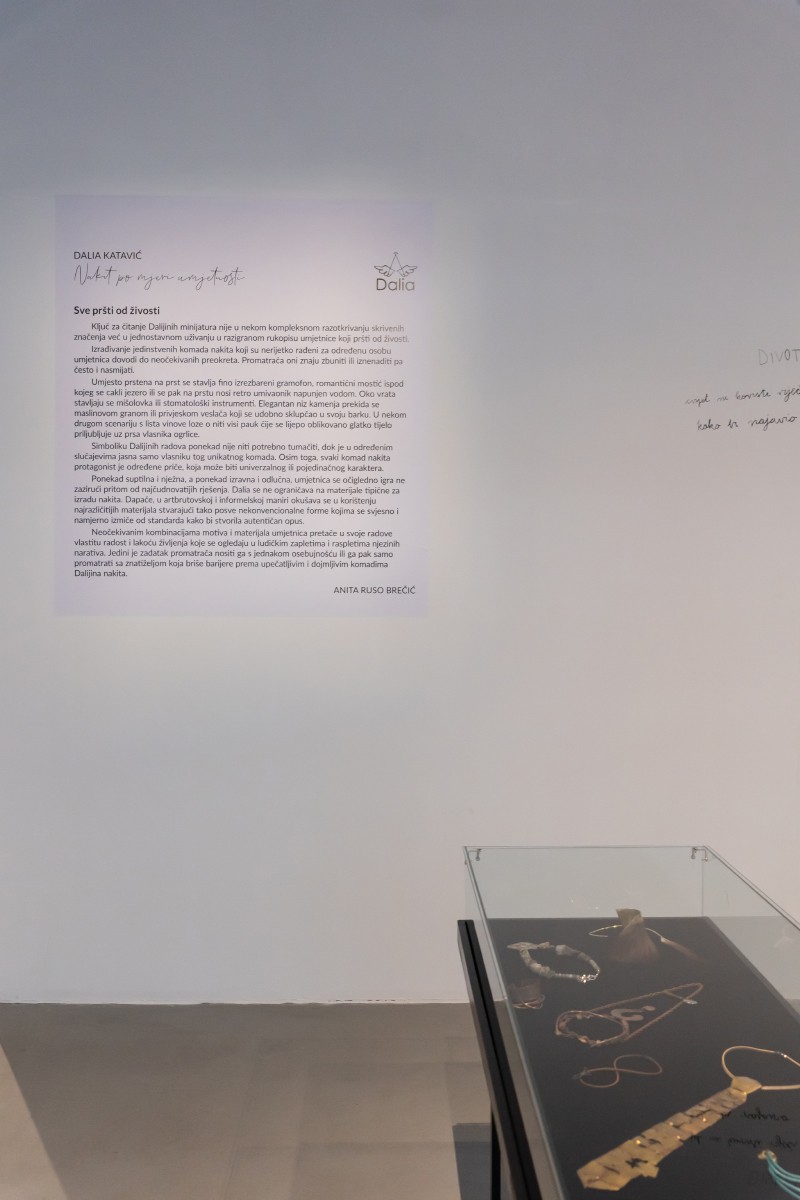 DALIA KATAVIĆ
Nakit po mjeri umjetnosti
Dalia
Sve pršti od živosti
Ključ za čitanje Dalijinih minijatura nije u nekom kompleksnom razotkrivanju skrivenih
značenja već u jednostavnom uživanju u razigranom rukopisu umjetnice koji pršti od živosti.
Izrađivanje jedinstvenih komada nakita koji su nerijetko rađeni za određenu osobu
umjetnica dovodi do neočekivanih preokreta. Promatrača oni znaju zbuniti ili iznenaditi pa
često i nasmijati.
Umjesto prstena na prst se stavlja fino izrezbareni gramofon, romantični mostić ispod
kojeg se cakli jezero ili se pak na prstu nosi retro umivaonik napunjen vodom. Oko vrata
stavljaju se mišolovka ili stomatološki instrumenti. Elegantan niz kamenja prekida se
maslinovom granom ili privjeskom veslača koji se udobno sklupčao u svoju barku. U nekom
drugom scenariju s lista vinove loze o niti visi pauk čije se lijepo oblikovano glatko tijelo
priljubljuje uz prsa vlasnika ogrlice.
Simboliku Dalijinih radova ponekad nije niti potrebno tumačiti, dok je u određenim
slučajevima jasna samo vlasniku tog unikatnog komada. Osim toga, svaki komad nakita
protagonist je određene priče, koja može biti univerzalnog ili pojedinačnog karaktera.
Ponekad suptilna i nježna, a ponekad izravna i odlučna, umjetnica se očigledno igra ne
zazirući pritom od najčudnovatijih rješenja. Dalia se ne ograničava na materijale tipične za
izradu nakita. Dapače, u artbrutovskoj i informelskoj maniri okušava se u korištenju
najrazličitijih materijala stvarajući tako posve nekonvencionalne forme kojima se svjesno i
namjerno izmiče od standarda kako bi stvorila autentičan opus.
Neočekivanim kombinacijama motiva i materijala umjetnica pretače u svoje radove
vlastitu radost i lakoću življenja koje se ogledaju u ludičkim zapletima i raspletima njezinih
narativa. Jedini je zadatak promatrača nositi ga s jednakom osebujnošću ili ga pak samo
promatrati sa znatiželjom koja briše barijere prema upečatljivim i dojmljivim komadima
Dalijina nakita.
ANITA RUSO BREČIĆ
DIVOT
kako bi najavio